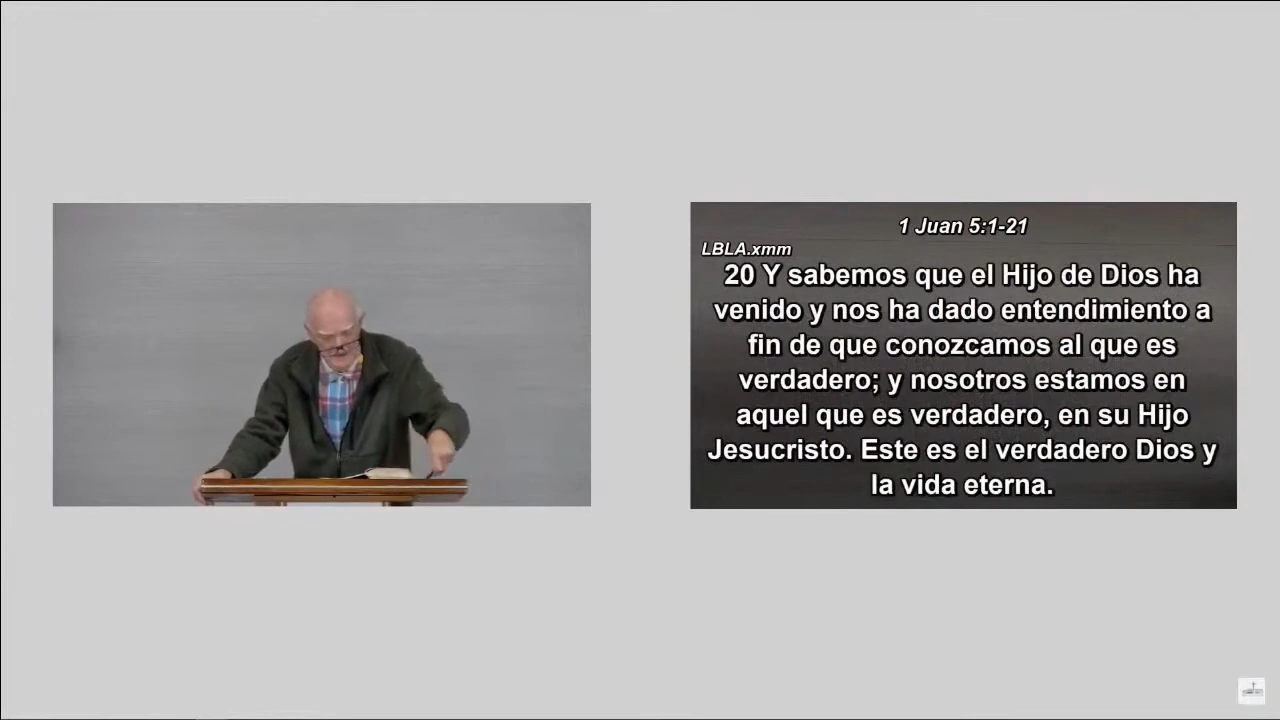 1 Juan 5:1-21
LBLA.xmm
20 Y sabemos que el Hijo de Dios ha
venido y nos ha dado entendimiento a
fin de que conozcamos al que es
verdadero; y nosotros estamos en
aquel que es verdadero, en su Hijo
Jesucristo. Este es el verdadero Dios y
la vida eterna.